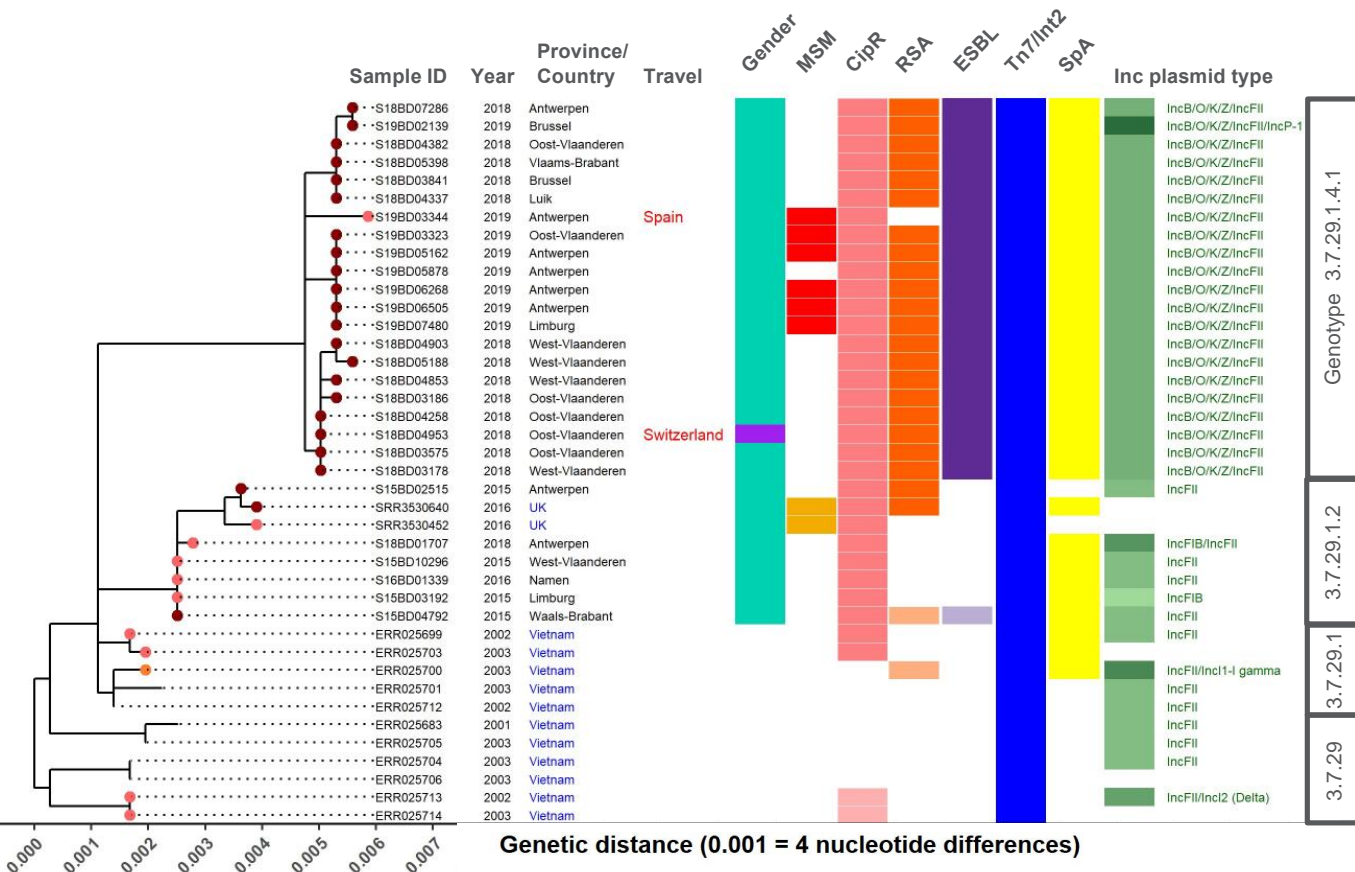 Province/
Sample ID Year Country Travel Gender MSM CipR RSA ESBL Tn7/Int2 SpA Inc plasmid type
S18BD07286 2018 Antwerpen IncB/O/K/Z/IncFII
S19BD02139 2019 Brussel IncB/O/K/Z/IncFII/IncP-1
S18BD04382 2018 Oost-Vlaanderen IncB/O/K/Z/IncFII
S18BD05398 2018 Vlaams-Brabant IncB/O/K/Z/IncFII
S18BD03841 2018 Brussel IncB/O/K/Z/IncFII
S18BD04337 2018 Luik IncB/O/K/Z/IncFII
S19BD03344 2019 Antwerpen Spain IncB/O/K/Z/IncFII
S19BD03323 2019 Oost-Vlaanderen IncB/O/K/Z/IncFII
S19BD05162 2019 Antwerpen IncB/O/K/Z/IncFII
S19BD05878 2019 Antwerpen IncB/O/K/Z/IncFII
S19BD06268 2019 Antwerpen IncB/O/K/Z/IncFII
S19BD06505 2019 Antwerpen IncB/O/K/Z/IncFII
S19BD07480 2019 Limburg IncB/O/K/Z/IncFII
S18BD04903 2018 West-Vlaanderen IncB/O/K/Z/IncFII
S18BD05188 2018 West-Vlaanderen IncB/O/K/Z/IncFII
S18BD04853 2018 West-Vlaanderen IncB/O/K/Z/IncFII
S18BD03186 2018 Oost-Vlaanderen IncB/O/K/Z/IncFII
S18BD04258 2018 Oost-Vlaanderen IncB/O/K/Z/IncFII
S18BD04953 2018 Oost-Vlaanderen Switzerland IncB/O/K/Z/IncFII
S18BD03575 2018 Oost-Vlaanderen IncB/O/K/Z/IncFII
S18BD03178 2018 West-Vlaanderen IncB/O/K/Z/IncFII
S15BD02515 2015 Antwerpen IncFII
SRR3530640 2016 UK
SRR3530452 2016 UK
S18BD01707 2018 Antwerpen IncFIB/IncFII
S15BD10296 2015 West-Vlaanderen IncFII
S16BD01339 2016 Namen IncFII
S15BD03192 2015 Limburg IncFIB
S15BD04792 2015 Waals-Brabant IncFII
ERR025699 2002 Vietnam IncFII
ERR025703 2003 Vietnam
ERR025700 2003 Vietnam IncFII/IncI1-I gamma
ERR025701 2003 Vietnam IncFII
ERR025712 2002 Vietnam IncFII
ERR025683 2001 Vietnam IncFII
ERR025705 2003 Vietnam IncFII
ERR025704 2003 Vietnam IncFII
ERR025706 2003 Vietnam
ERR025713 2002 Vietnam IncFII/IncI2 (Delta)
ERR025714 2003 Vietnam
Genotype 3.7.29.1.4.1
3.7.29.1.2
3.7.29.1
3.7.29
0.000 0.001 0.002 0.003 0.004 0.005 0.006 0.007
Genetic distance (0.001 = 4 nucleotide differences)